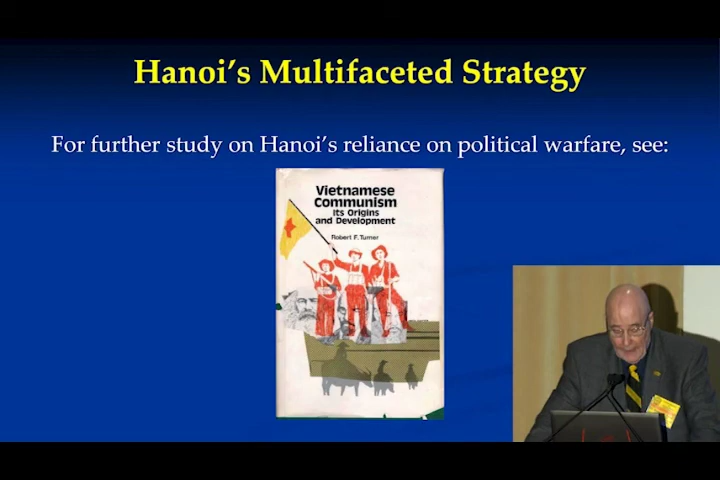 Hanoi’s Multifaceted Strategy
For further study on Hanoi’s reliance on political warfare, see:
Vietnamese
Communism
Its Origins
and Development
Robert F. Turner